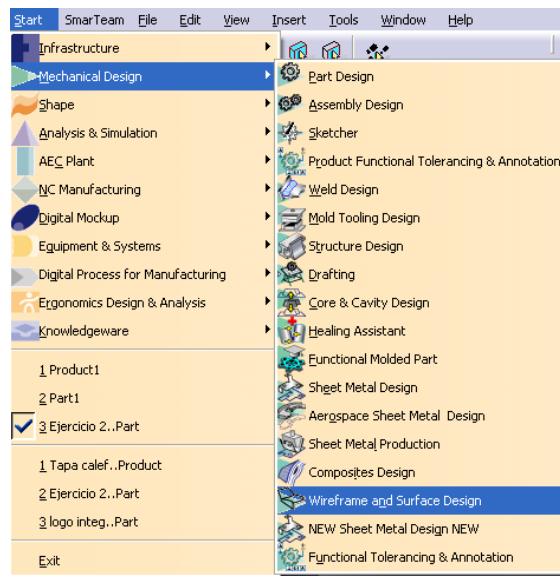 Start SmarTeam File Edit View Insert Tools Window Help
Infrastructure
Mechanical Design
Shape
Analysis & Simulation
AEC Plant
NC Manufacturing
Digital Mockup
Equipment & Systems
Digital Process for Manufacturing
Ergonomics Design & Analysis
Knowledgeware
1 Product1
2 Part1
3 Ejercicio 2..Part
1 Tapa calef..Product
2 Ejercicio 2..Part
3 logo integ..Part
Exit
Part Design
Assembly Design
Sketcher
Product Functional Tolerancing & Annotation
Weld Design
Mold Tooling Design
Structure Design
Drafting
Core & Cavity Design
Healing Assistant
Functional Molded Part
Sheet Metal Design
Aerospace Sheet Metal Design
Sheet Metal Production
Composites Design
Wireframe and Surface Design
NEW Sheet Metal Design NEW
Functional Tolerancing & Annotation